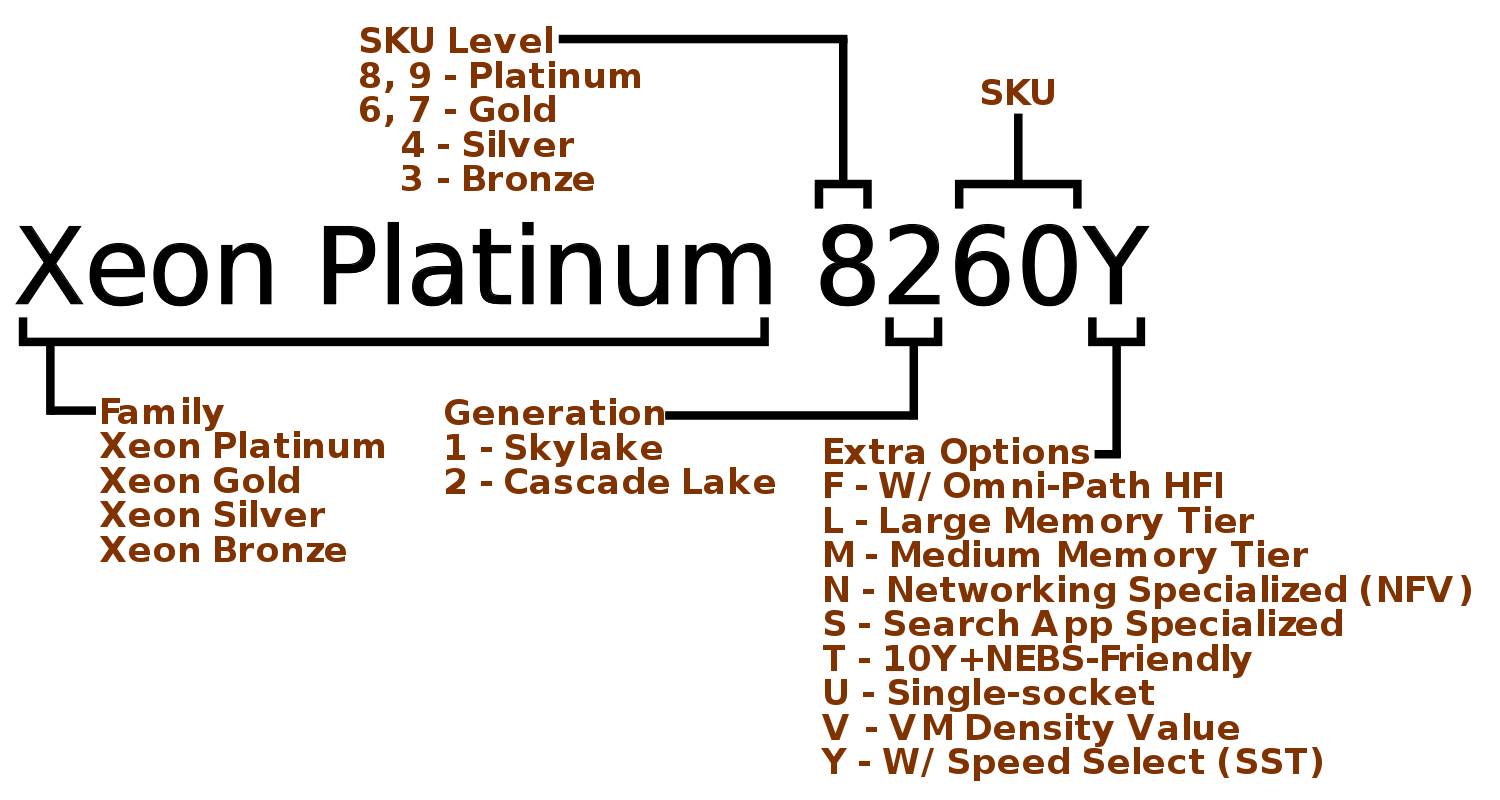 SKU Level
8, 9 - Platinum
6, 7 - Gold
4 - Silver
3 - Bronze
SKU
Xeon Platinum 8260Y
Family
Xeon Platinum
Xeon Gold
Xeon Silver
Xeon Bronze
Generation
1 - Skylake
2 - Cascade Lake
Extra Options
F - W/ Omni-Path HFI
L - Large Memory Tier
M - Medium Memory Tier
N - Networking Specialized (NFV)
S - Search App Specialized
T - 10Y+NEBS-Friendly
U - Single-socket
V - VM Density Value
Y - W/ Speed Select (SST)